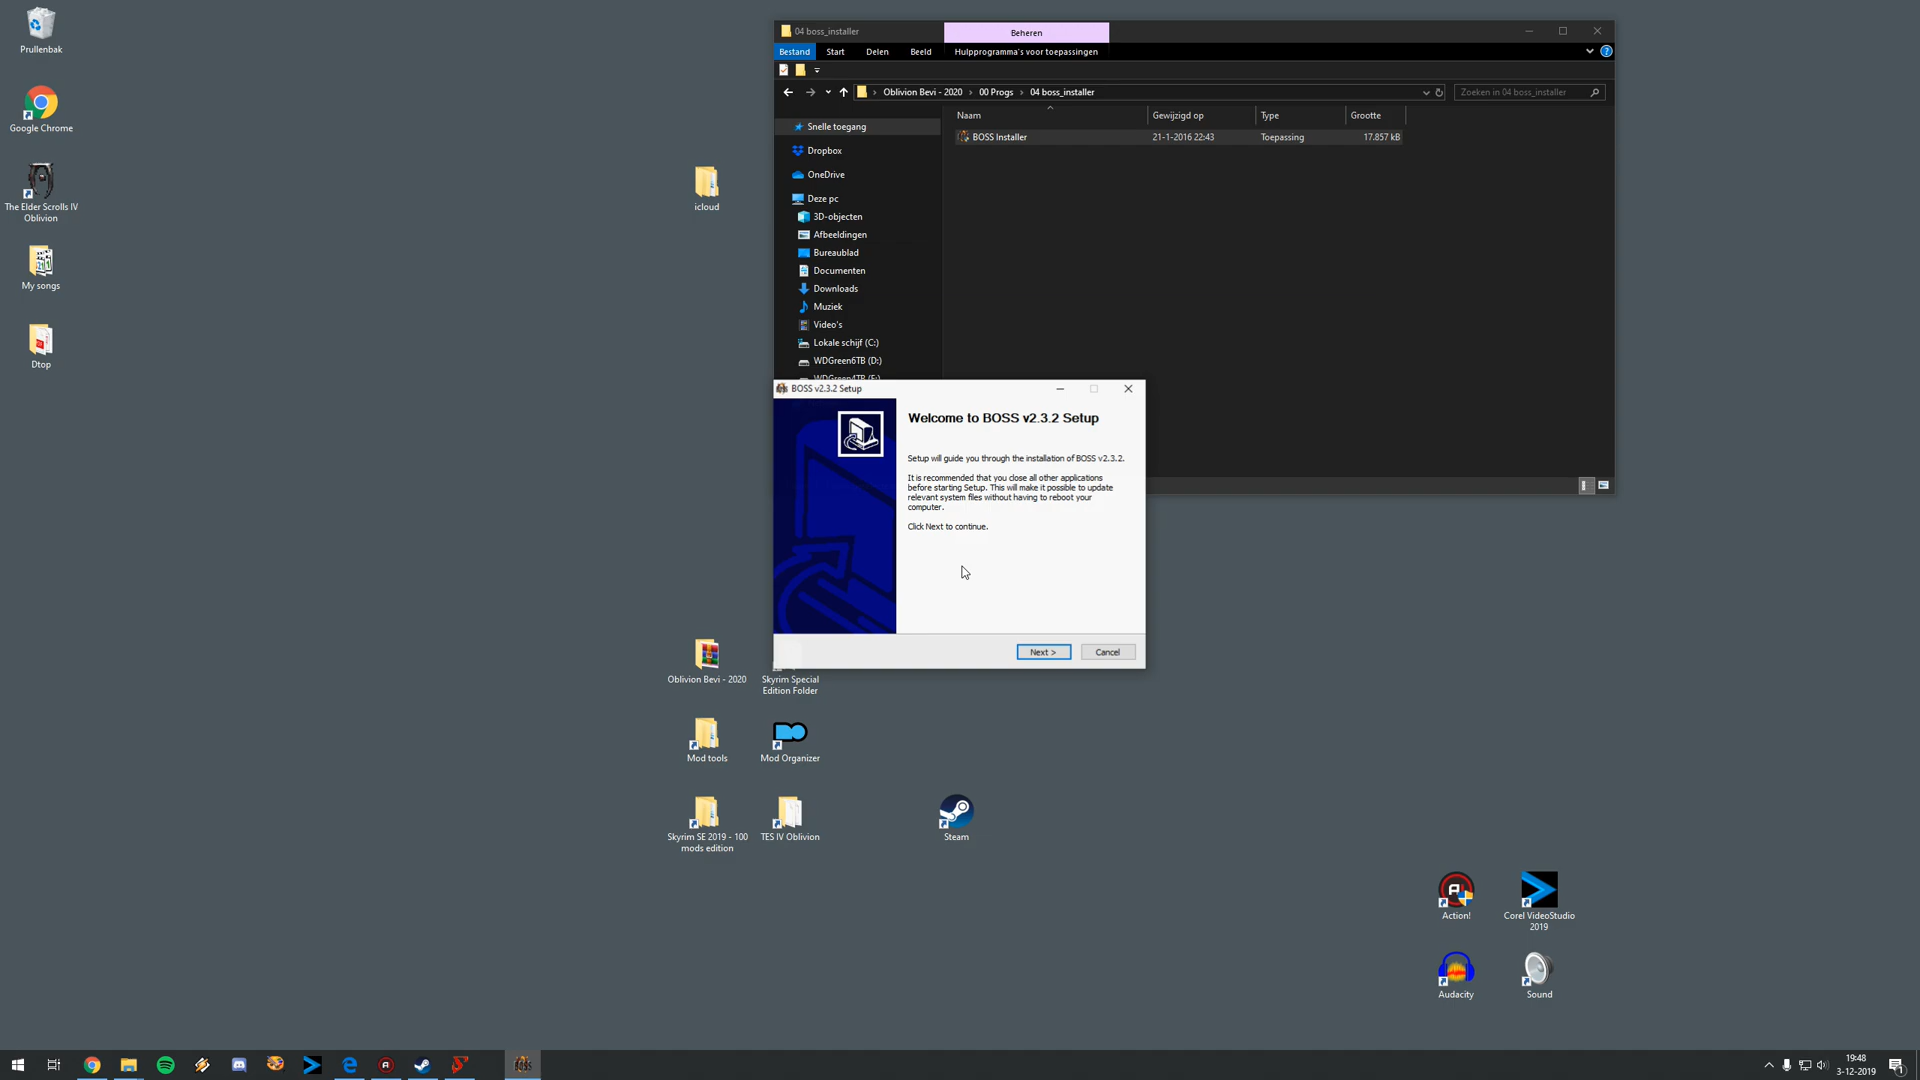 Prullenbak
Google Chrome
The Elder Scrolls IV
Oblivion
My songs
Dtop
icloud
04 boss_installer
Beheren
Bestand
Start
Delen
Beeld
Hulpprogramma's voor toepassingen
Oblivion Bevi - 2020 › 00 Progs › 04 boss_installer
Zoeken in 04 boss_installer
Naam
Gewijzigd op
Type
Grootte
BOSS Installer
21-1-2016 22:43
Toepassing
17.857 kB
Snelle toegang
Dropbox
OneDrive
Deze pc
3D-objecten
Afbeeldingen
Bureaublad
Documenten
Downloads
Muziek
Video's
Lokale schijf (C:)
WDGreen6TB (D:)
BOSS v2.3.2 Setup
Welcome to BOSS v2.3.2 Setup
Setup will guide you through the installation of BOSS v2.3.2.
It is recommended that you close all other applications
before starting Setup. This will make it possible to update
relevant system files without having to reboot your
computer.
Click Next to continue.
Next >
Cancel
Oblivion Bevi - 2020
Skyrim Special
Edition Folder
Mod tools
Mod Organizer
Skyrim SE 2019 - 100
mods edition
TES IV Oblivion
Steam
Action!
Corel VideoStudio
2019
Audacity
Sound
BOSS
19:48
3-12-2019